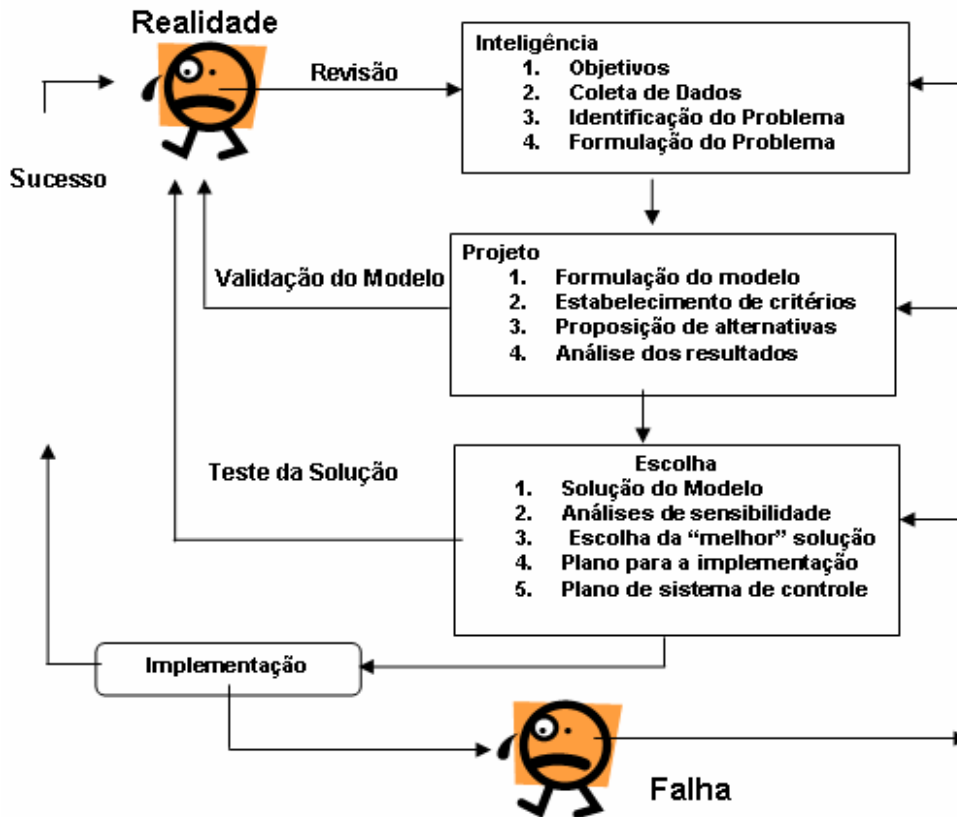 Realidade
Revisão
Inteligência
1. Objetivos
2. Coleta de Dados
3. Identificação do Problema
4. Formulação do Problema
Sucesso
Validação do Modelo
Projeto
1. Formulação do modelo
2. Estabelecimento de critérios
3. Proposição de alternativas
4. Análise dos resultados
Teste da Solução
Escolha
1. Solução do Modelo
2. Análises de sensibilidade
3. Escolha da “melhor” solução
4. Plano para a implementação
5. Plano de sistema de controle
Implementação
Falha